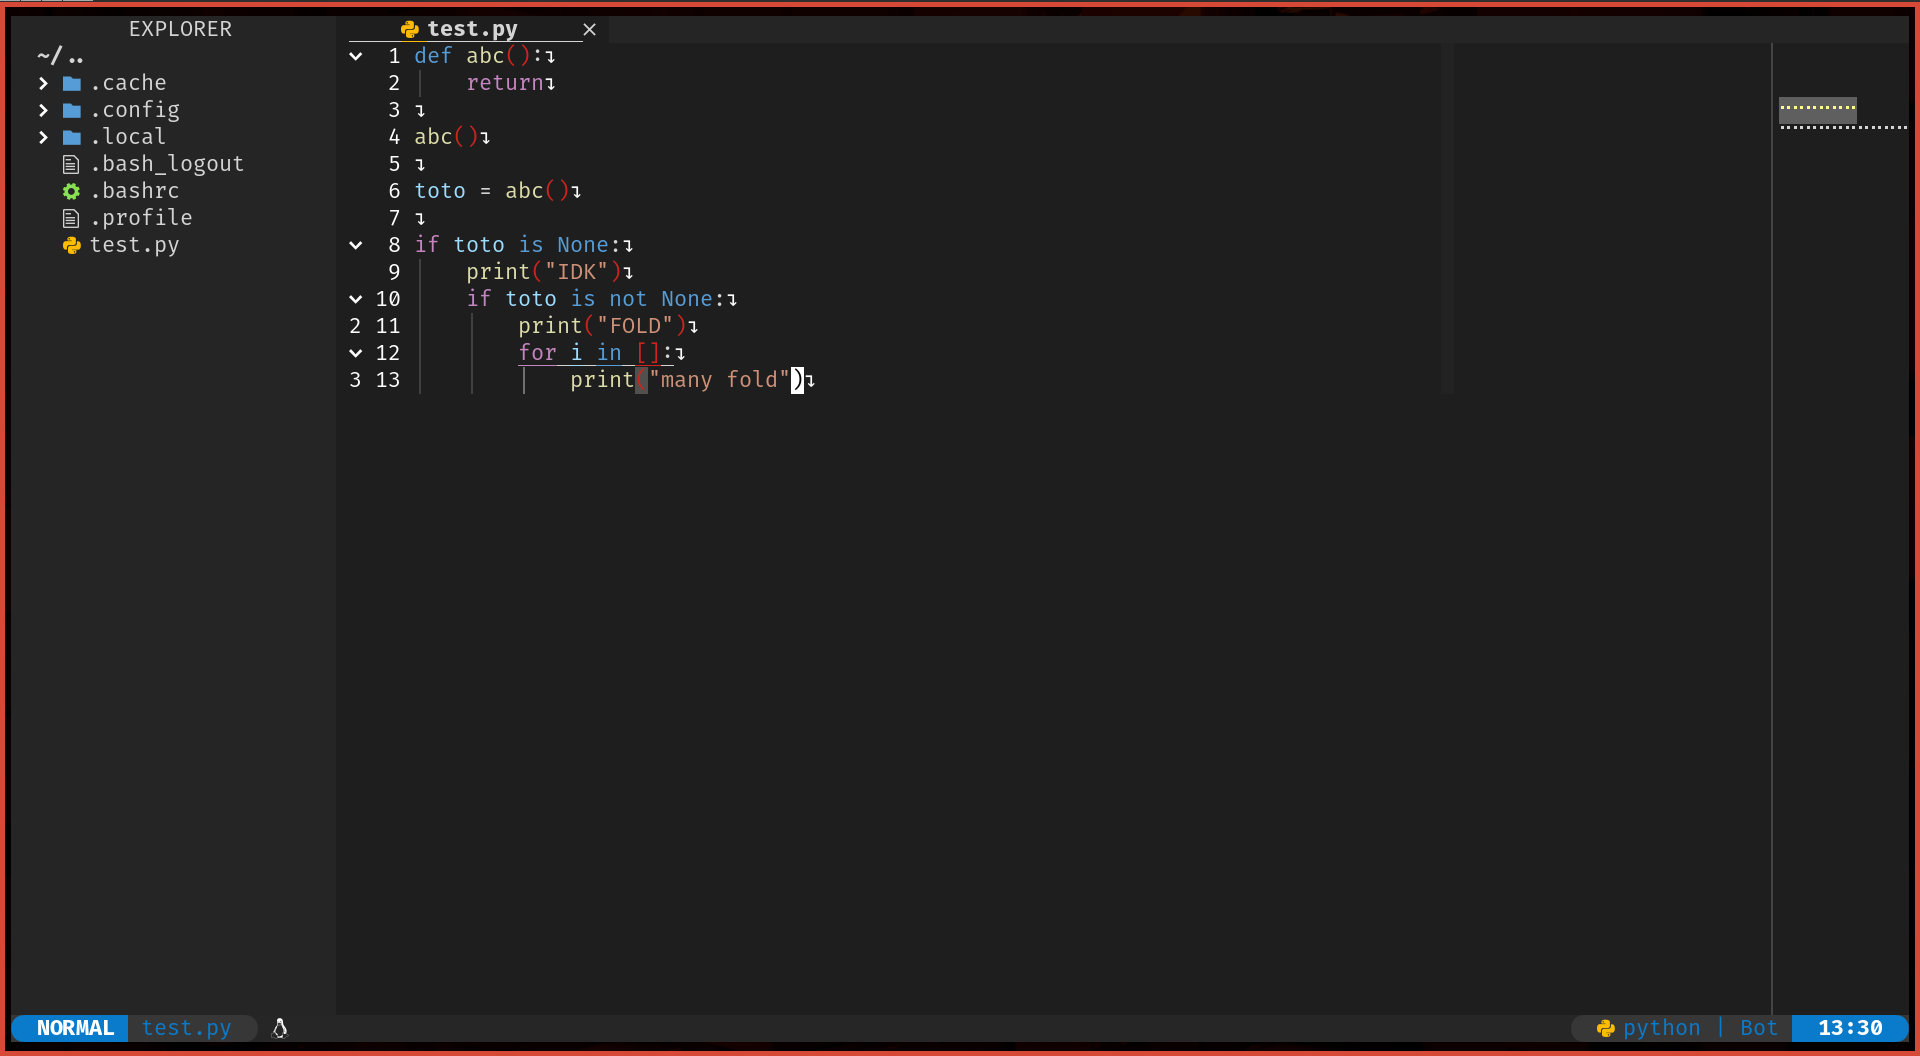 EXPLORER
~/ ..
.cache
.config
.local
.bash_logout
.bashrc
.profile
test.py
test.py ×
1 def abc():↴
2     return↴
3 ↴
4 abc()↴
5 ↴
6 toto = abc()↴
7 ↴
8 if toto is None:↴
9     print("IDK")↴
10     if toto is not None:↴
2 11         print("FOLD")↴
12         for i in []:↴
3 13             print("many fold")↴
NORMAL test.py
python | Bot 13:30